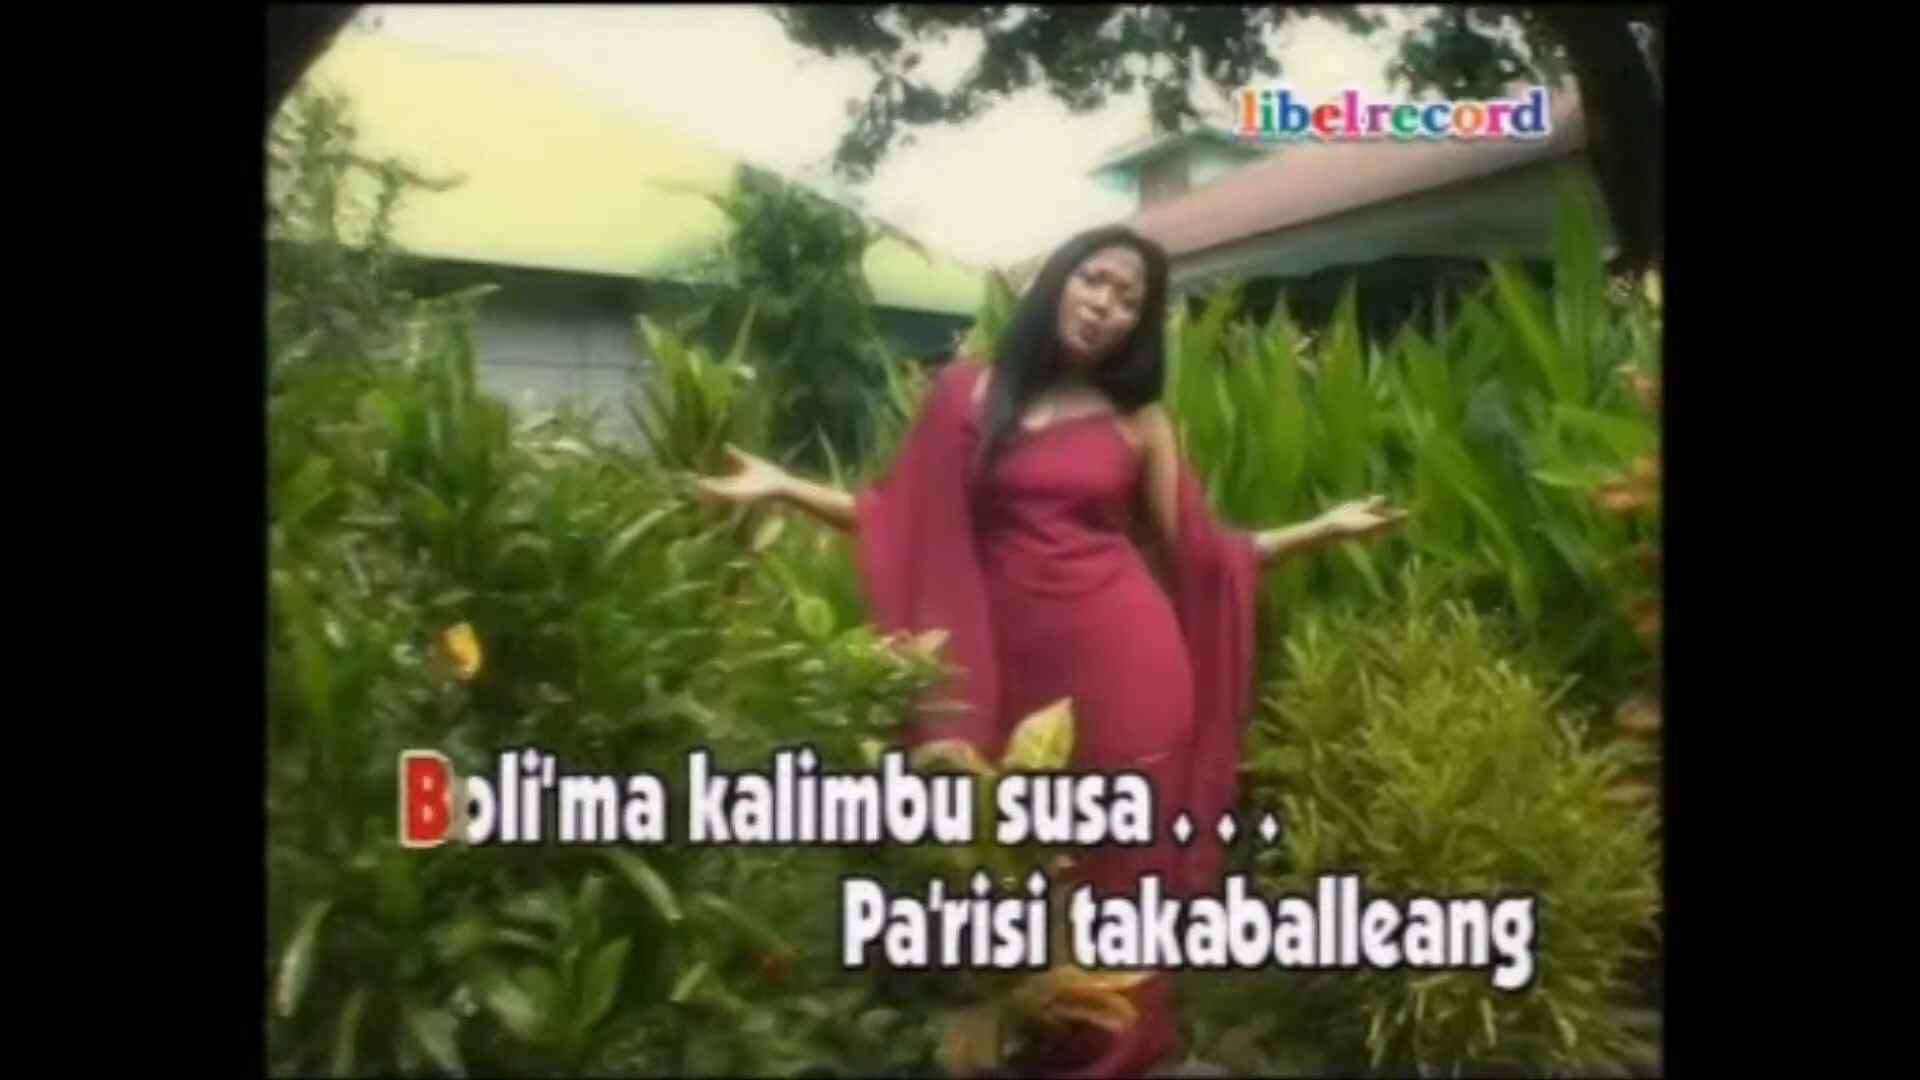 libelrecord
Boli'ma kalimbu susa . . .
Pa'risi takaballeang